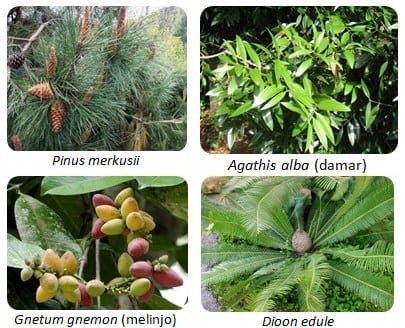 Pinus merkusii
Agathis alba (damar)
Gnetum gnemon (melinjo)
Dioon edule